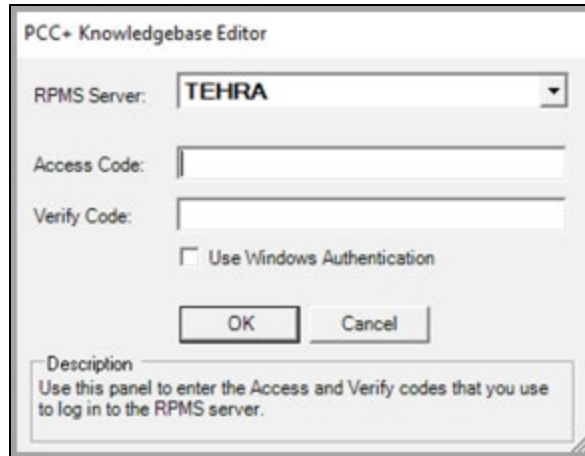 PCC+ Knowledgebase Editor
RPMS Server: TEHRA
Access Code:
Verify Code:
Use Windows Authentication
OK Cancel
Description
Use this panel to enter the Access and Verify codes that you use
to log in to the RPMS server.